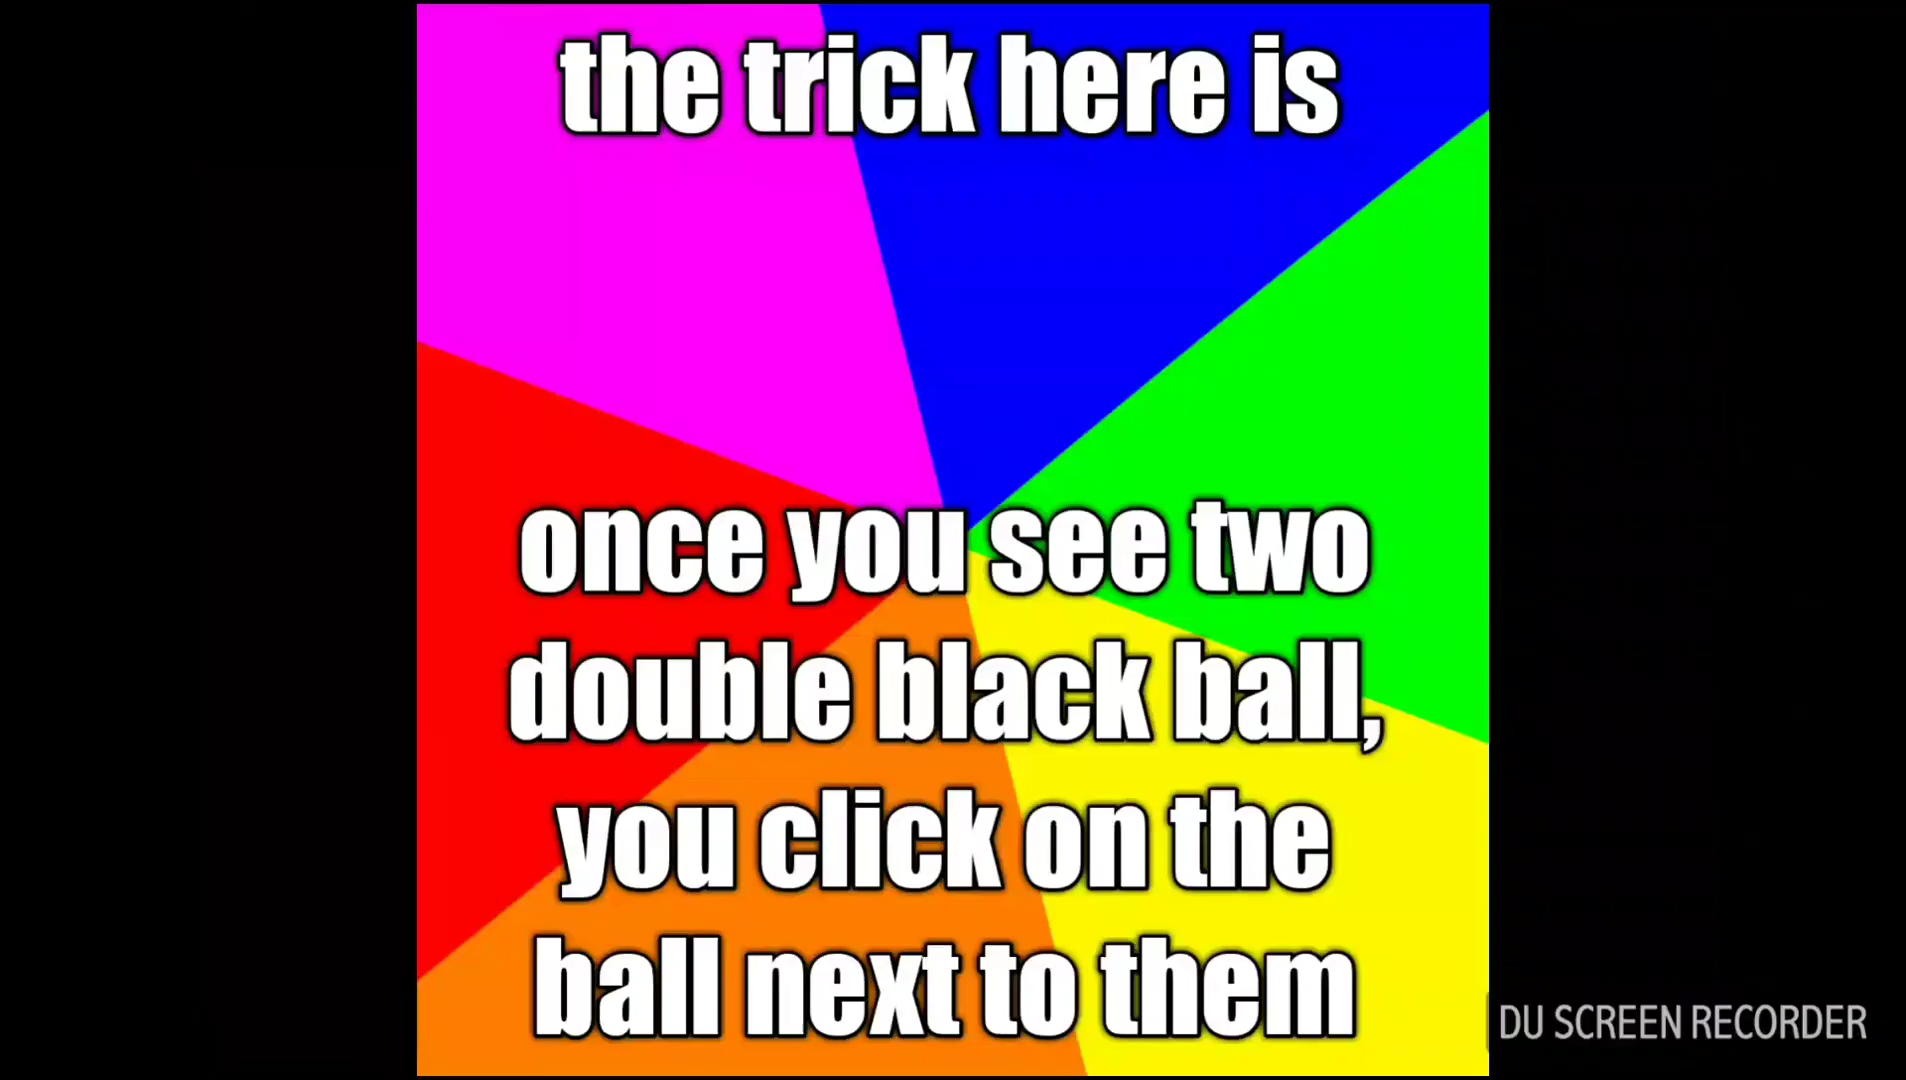 the trick here is
once you see two
double black ball,
you click on the
ball next to them
DU SCREEN RECORDER